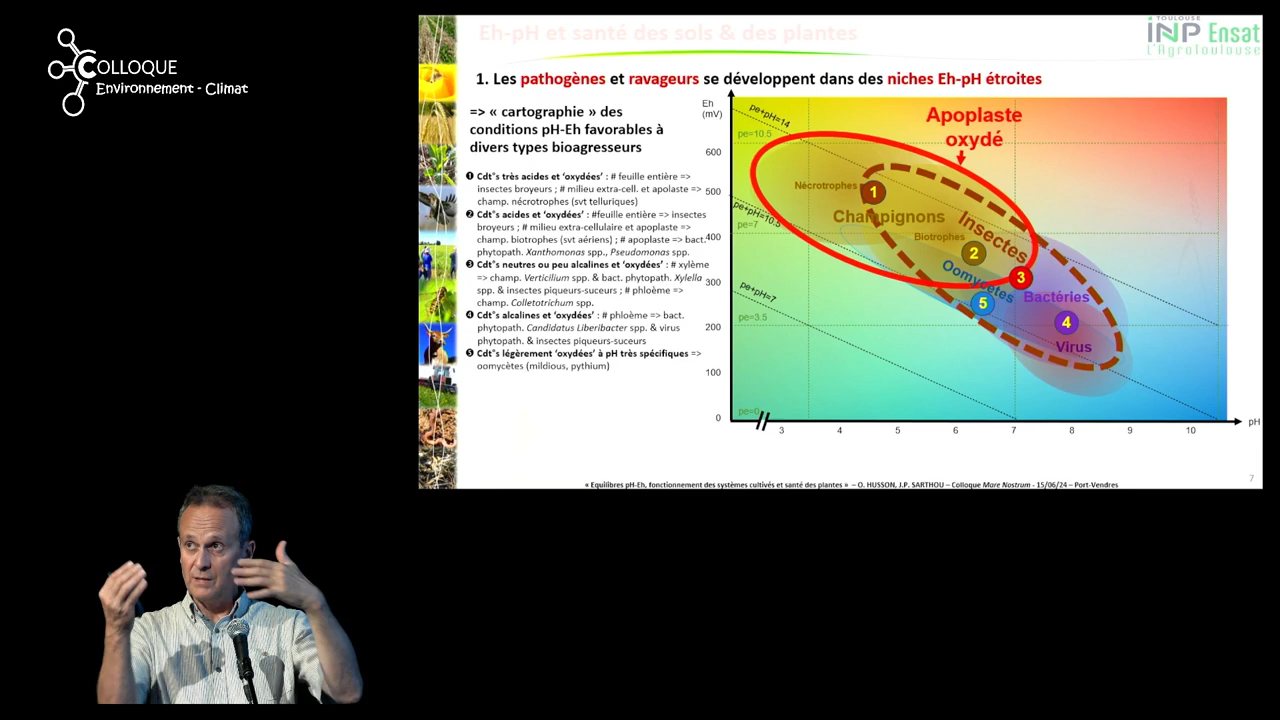 COLLOQUE
Environnement - Climat
Eh-pH et santé des sols & des plantes
TOULOUSE
INP Ensat
L'Agrotoulouse
1. Les pathogènes et ravageurs se développent dans des niches Eh-pH étroites
=> « cartographie » des
conditions pH-Eh favorables à
divers types bioagresseurs
❶ Cdt°s très acides et ‘oxydées’ : # feuille entière =>
insectes broyeurs ; # milieu extra-cell. et apolaste =>
champ. nécrotrophes (svt telluriques)
❷ Cdt°s acides et ‘oxydées’ : #feuille entière => insectes
broyeurs ; # milieu extra-cellulaire et apoplaste =>
champ. biotrophes (svt aériens) ; # apoplaste => bact.
phytopath. Xanthomonas spp., Pseudomonas spp.
❸ Cdt°s neutres ou peu alcalines et ‘oxydées’ : # xylème
=> champ. Verticilium spp. & bact. phytopath. Xylella
spp. & insectes piqueurs-suceurs ; # phloème =>
champ. Colletotrichum spp.
❹ Cdt°s alcalines et ‘oxydées’ : # phloème => bact.
phytopath. Candidatus Liberibacter spp. & virus
phytopath. & insectes piqueurs-suceurs
❺ Cdt°s légèrement ‘oxydées’ à pH très spécifiques =>
oomycètes (mildious, pythium)
Eh
(mV)
600
500
400
300
200
100
0
pe+pH=14
pe=10.5
pe+pH=10.5
pe=7
pe+pH=7
pe=3.5
pe=0
Apoplaste
oxydé
Nécrotrophes
1
Champignons
Insectes
Biotrophes
2
Oomycètes
3
5
Bactéries
4
Virus
3 4 5 6 7 8 9 10
pH
7
« Equilibres pH-Eh, fonctionnement des systèmes cultivés et santé des plantes » – O. HUSSON, J.P. SARTHOU – Colloque Mare Nostrum - 15/06/24 – Port-Vendres